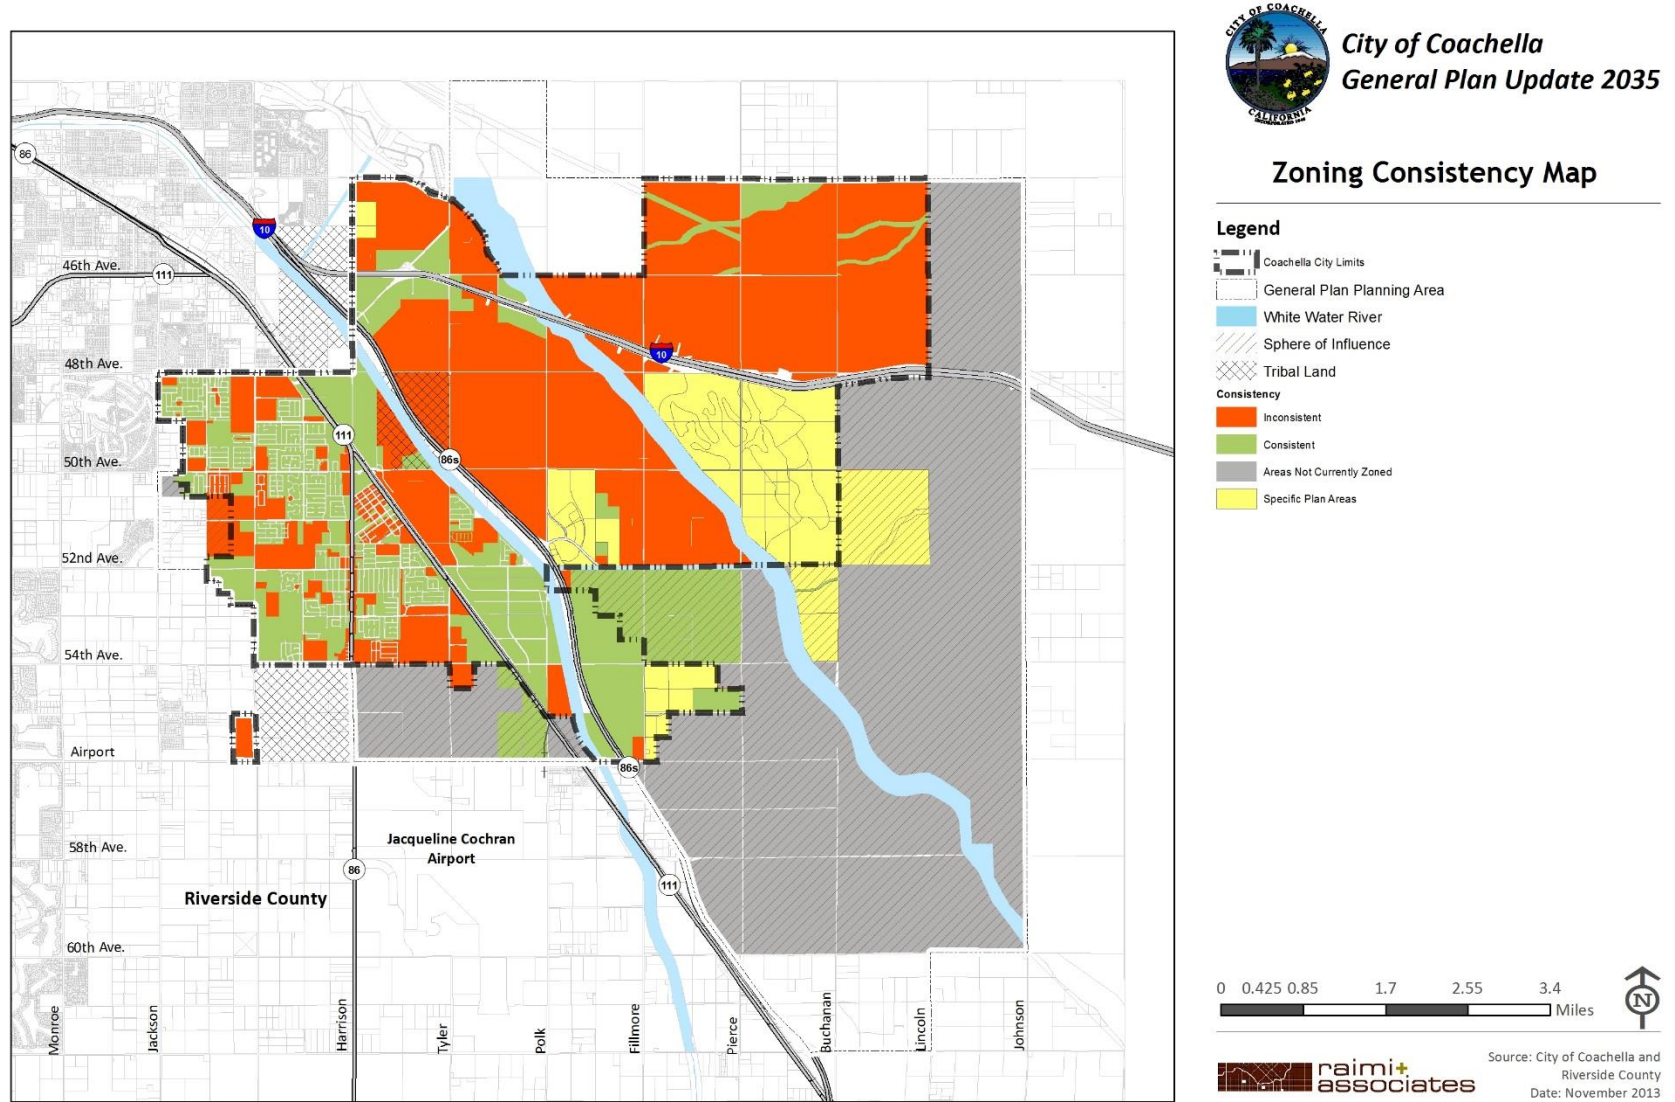 CITY OF COACHELLA
CALIFORNIA
City of Coachella
General Plan Update 2035
Zoning Consistency Map
Legend
Coachella City Limits
General Plan Planning Area
White Water River
Sphere of Influence
Tribal Land
Consistency
Inconsistent
Consistent
Areas Not Currently Zoned
Specific Plan Areas
86
10
46th Ave.
111
10
48th Ave.
111
50th Ave.
86s
52nd Ave.
54th Ave.
Airport
86s
Jacqueline Cochran
Airport
58th Ave.
86
111
Riverside County
60th Ave.
Monroe
Jackson
Harrison
Tyler
Polk
Fillmore
Pierce
Buchanan
Lincoln
Johnson
0 0.425 0.85 1.7 2.55 3.4
Miles
N
raimi+
associates
Source: City of Coachella and
Riverside County
Date: November 2013